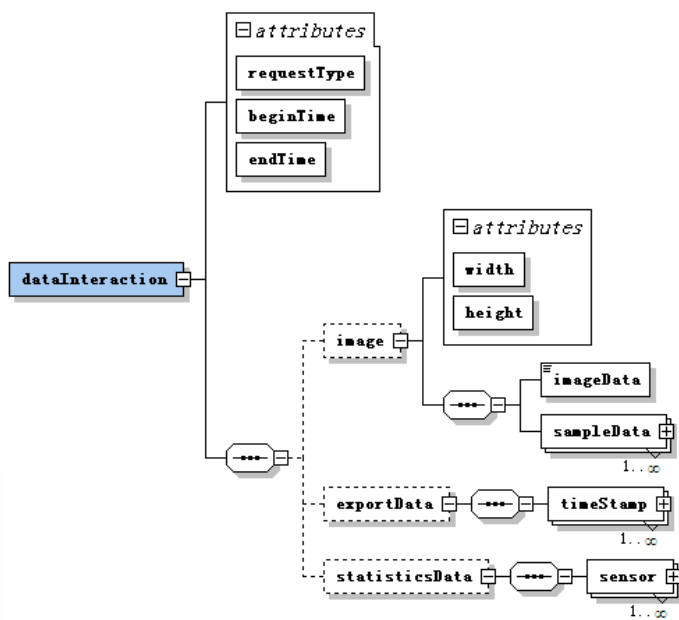 attributes
requestType
beginTime
endTime
attributes
width
height
dataInteraction
image
imageData
sampleData
1..∞
exportData
timeStamp
1..∞
statisticsData
sensor
1..∞